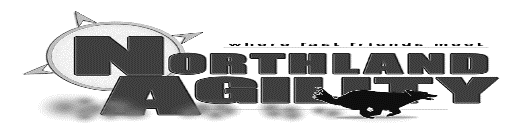 where fast friends meet
NORTHLAND
AGILITY